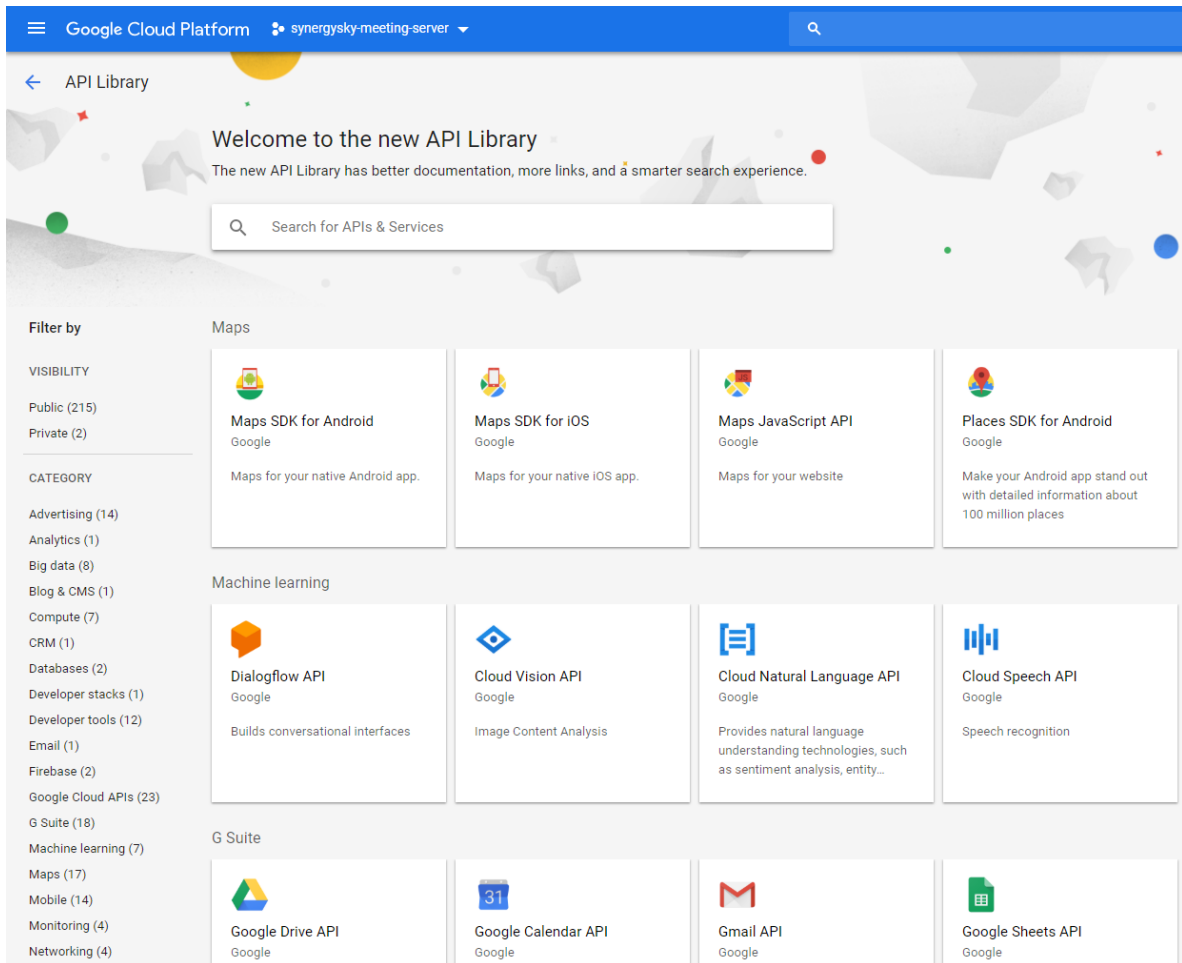 Google Cloud Platform
synergysky-meeting-server
API Library
Welcome to the new API Library
The new API Library has better documentation, more links, and a smarter search experience.
Search for APIs & Services
Filter by
VISIBILITY
Public (215)
Private (2)
CATEGORY
Advertising (14)
Analytics (1)
Big data (8)
Blog & CMS (1)
Compute (7)
CRM (1)
Databases (2)
Developer stacks (1)
Developer tools (12)
Email (1)
Firebase (2)
Google Cloud APIs (23)
G Suite (18)
Machine learning (7)
Maps (17)
Mobile (14)
Monitoring (4)
Networking (4)
Maps
Maps SDK for Android
Google
Maps for your native Android app.
Maps SDK for iOS
Google
Maps for your native iOS app.
Maps JavaScript API
Google
Maps for your website
Places SDK for Android
Google
Make your Android app stand out
with detailed information about
100 million places
Machine learning
Dialogflow API
Google
Builds conversational interfaces
Cloud Vision API
Google
Image Content Analysis
Cloud Natural Language API
Google
Provides natural language
understanding technologies, such
as sentiment analysis, entity...
Cloud Speech API
Google
Speech recognition
G Suite
Google Drive API
Google
31
Google Calendar API
Google
Gmail API
Google
Google Sheets API
Google